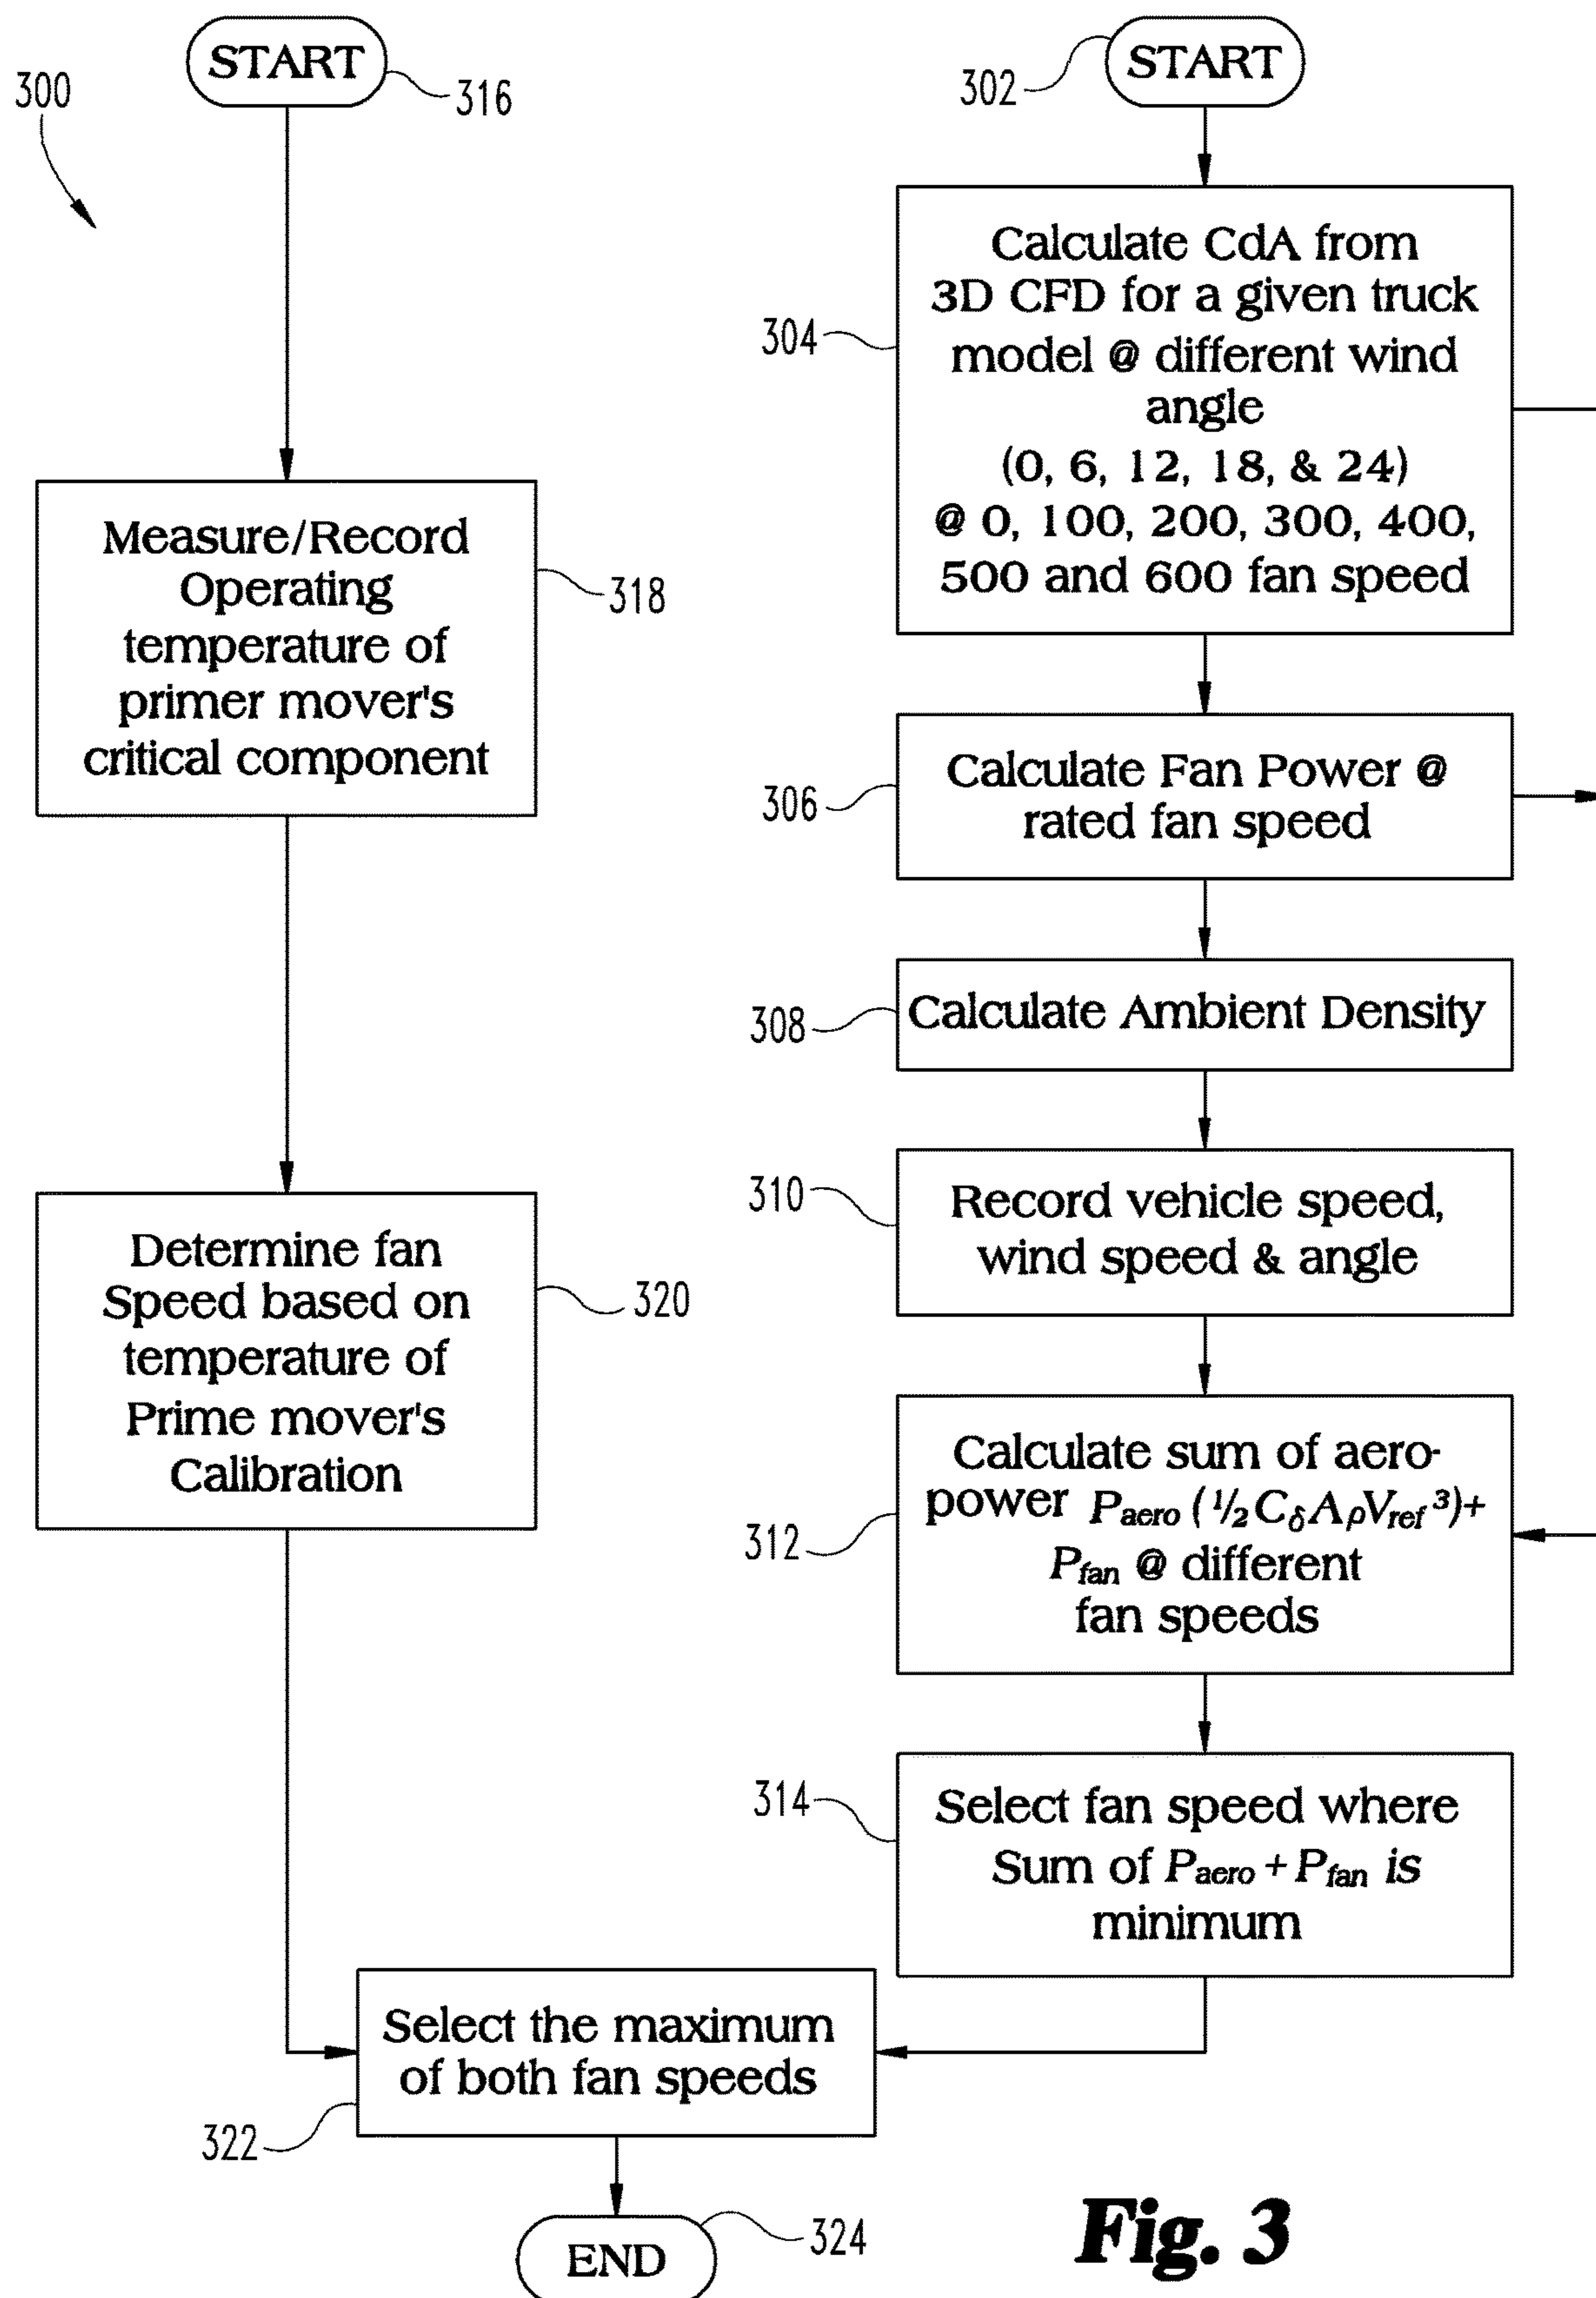 300
START
316
Measure/Record
Operating
temperature of
primer mover's
critical component
318
Determine fan
Speed based on
temperature of
Prime mover's
Calibration
320
START
302
Calculate CdA from
3D CFD for a given truck
model @ different wind
angle
(0, 6, 12, 18, & 24)
@ 0, 100, 200, 300, 400,
500 and 600 fan speed
304
Calculate Fan Power @
rated fan speed
306
Calculate Ambient Density
308
Record vehicle speed,
wind speed & angle
310
Calculate sum of aero-
power Paero (½CδAρVref³)+
Pfan @ different
fan speeds
312
Select fan speed where
Sum of Paero + Pfan is
minimum
314
Select the maximum
of both fan speeds
322
END
324
Fig. 3